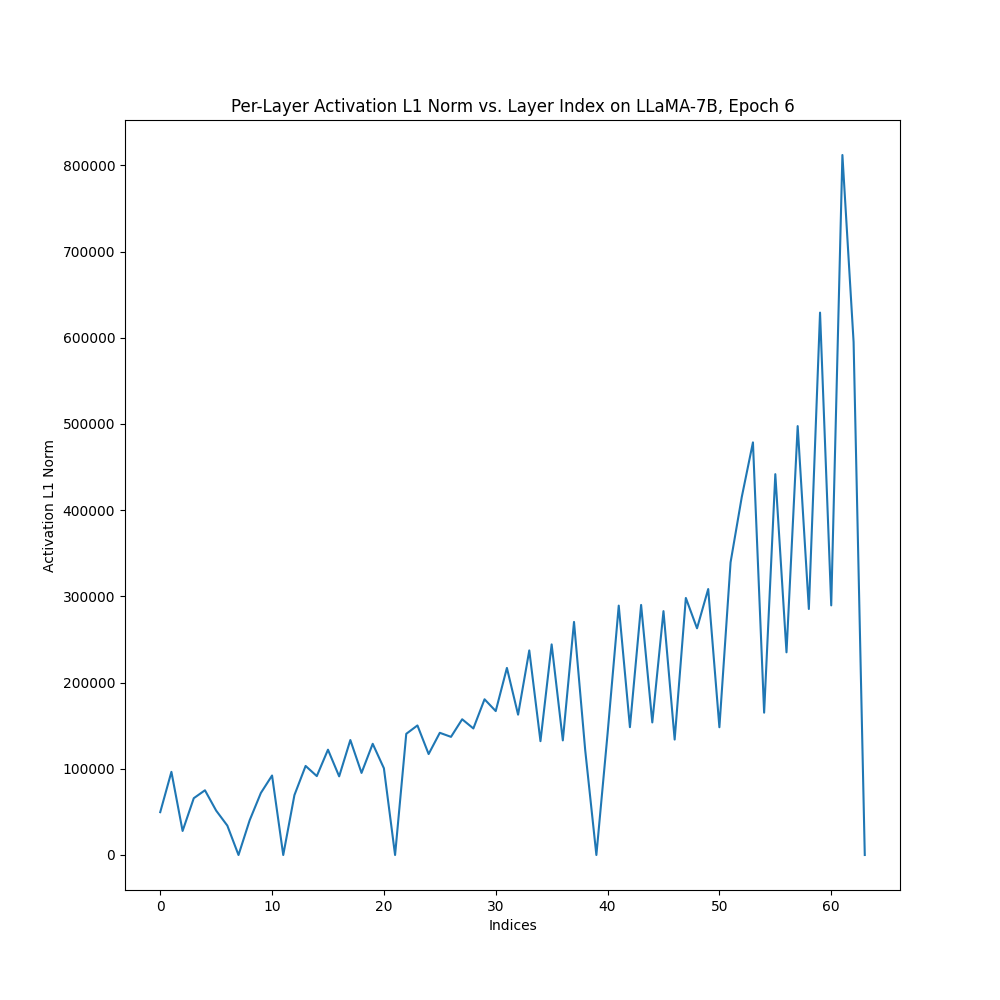 Per-Layer Activation L1 Norm vs. Layer Index on LLaMA-7B, Epoch 6
800000
700000
600000
500000
400000
300000
200000
100000
0
Activation L1 Norm
0 10 20 30 40 50 60
Indices